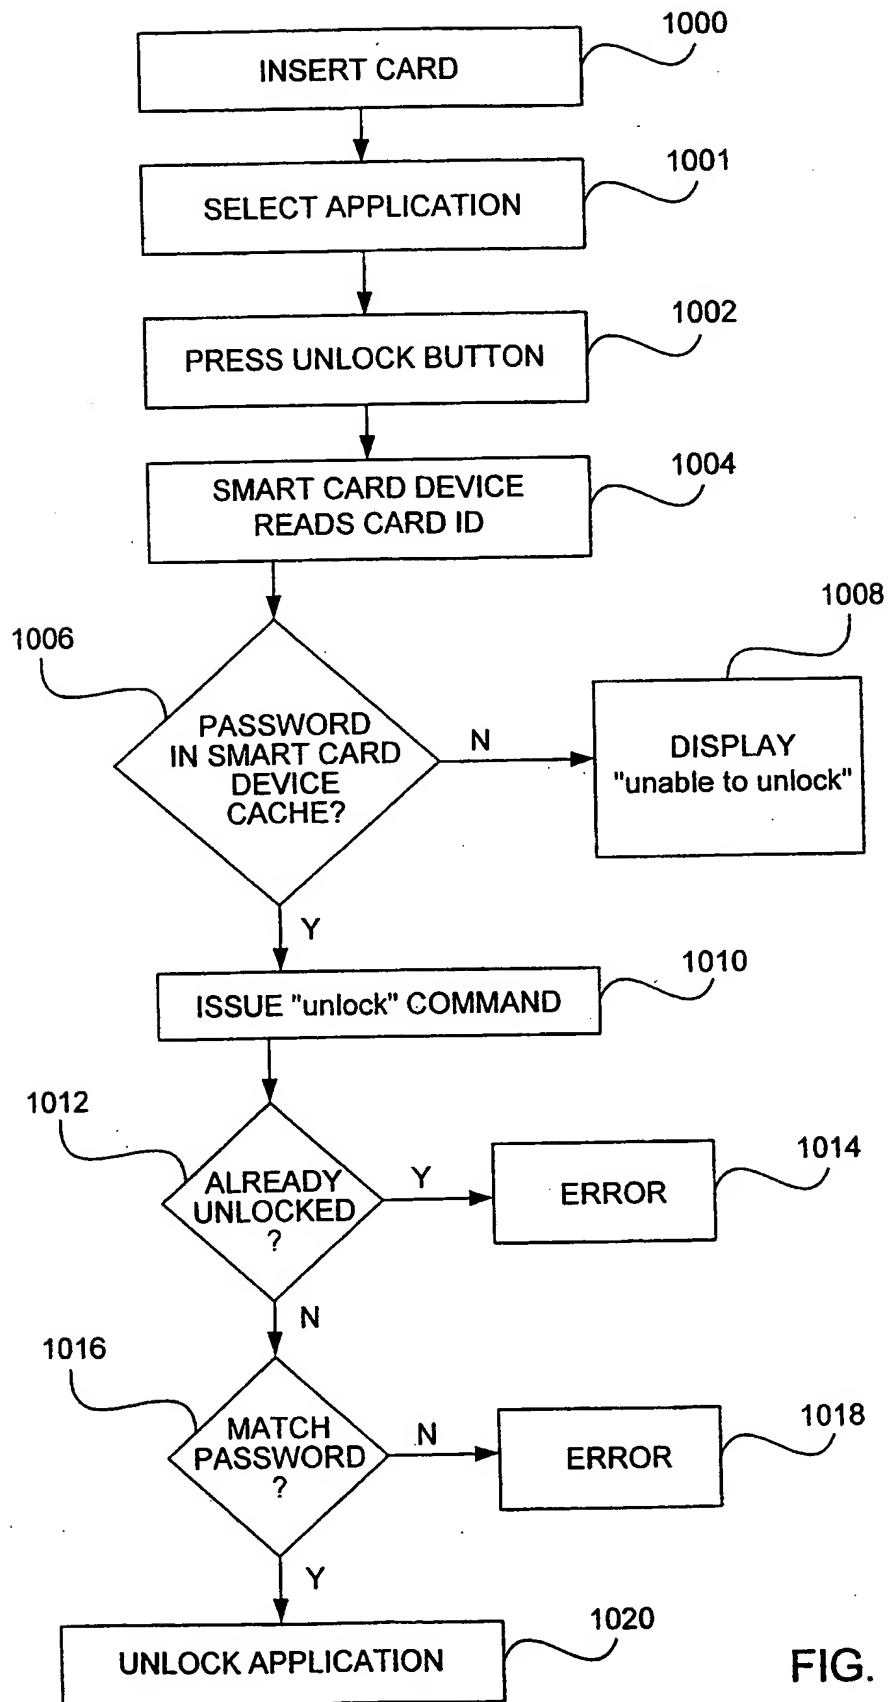 1000
INSERT CARD
1001
SELECT APPLICATION
1002
PRESS UNLOCK BUTTON
1004
SMART CARD DEVICE
READS CARD ID
1006
PASSWORD
IN SMART CARD
DEVICE
CACHE?
N
1008
DISPLAY
"unable to unlock"
Y
1010
ISSUE "unlock" COMMAND
1012
ALREADY
UNLOCKED
?
Y
1014
ERROR
N
1016
MATCH
PASSWORD
?
N
1018
ERROR
Y
1020
UNLOCK APPLICATION
FIG.